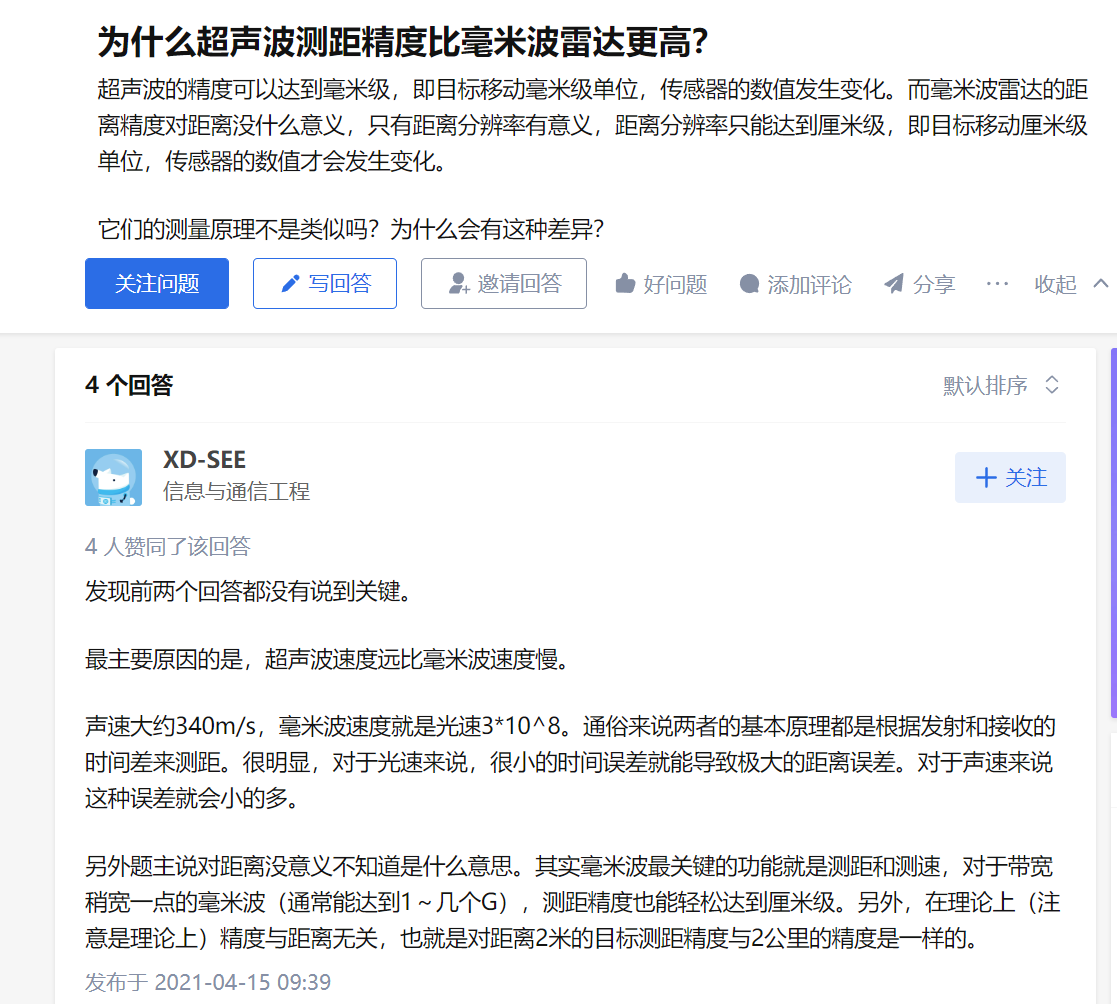 为什么超声波测距精度比毫米波雷达更高?
超声波的精度可以达到毫米级，即目标移动毫米级单位，传感器的数值发生变化。而毫米波雷达的距
离精度对距离没什么意义，只有距离分辨率有意义，距离分辨率只能达到厘米级，即目标移动厘米级
单位，传感器的数值才会发生变化。
它们的测量原理不是类似吗？为什么会有这种差异？
关注问题 写回答 邀请回答 好问题 添加评论 分享 ··· 收起
4 个回答 默认排序
XD-SEE
信息与通信工程
+ 关注
4 人赞同了该回答
发现前两个回答都没有说到关键。
最主要原因的是，超声波速度远比毫米波速度慢。
声速大约340m/s，毫米波速度就是光速3*10^8。通俗来说两者的基本原理都是根据发射和接收的
时间差来测距。很明显，对于光速来说，很小的时间误差就能导致极大的距离误差。对于声速来说
这种误差就会小的多。
另外题主说对距离没意义不知道是什么意思。其实毫米波最关键的功能就是测距和测速，对于带宽
稍宽一点的毫米波（通常能达到1～几个G），测距精度也能轻松达到厘米级。另外，在理论上（注
意是理论上）精度与距离无关，也就是对距离2米的目标测距精度与2公里的精度是一样的。
发布于 2021-04-15 09:39